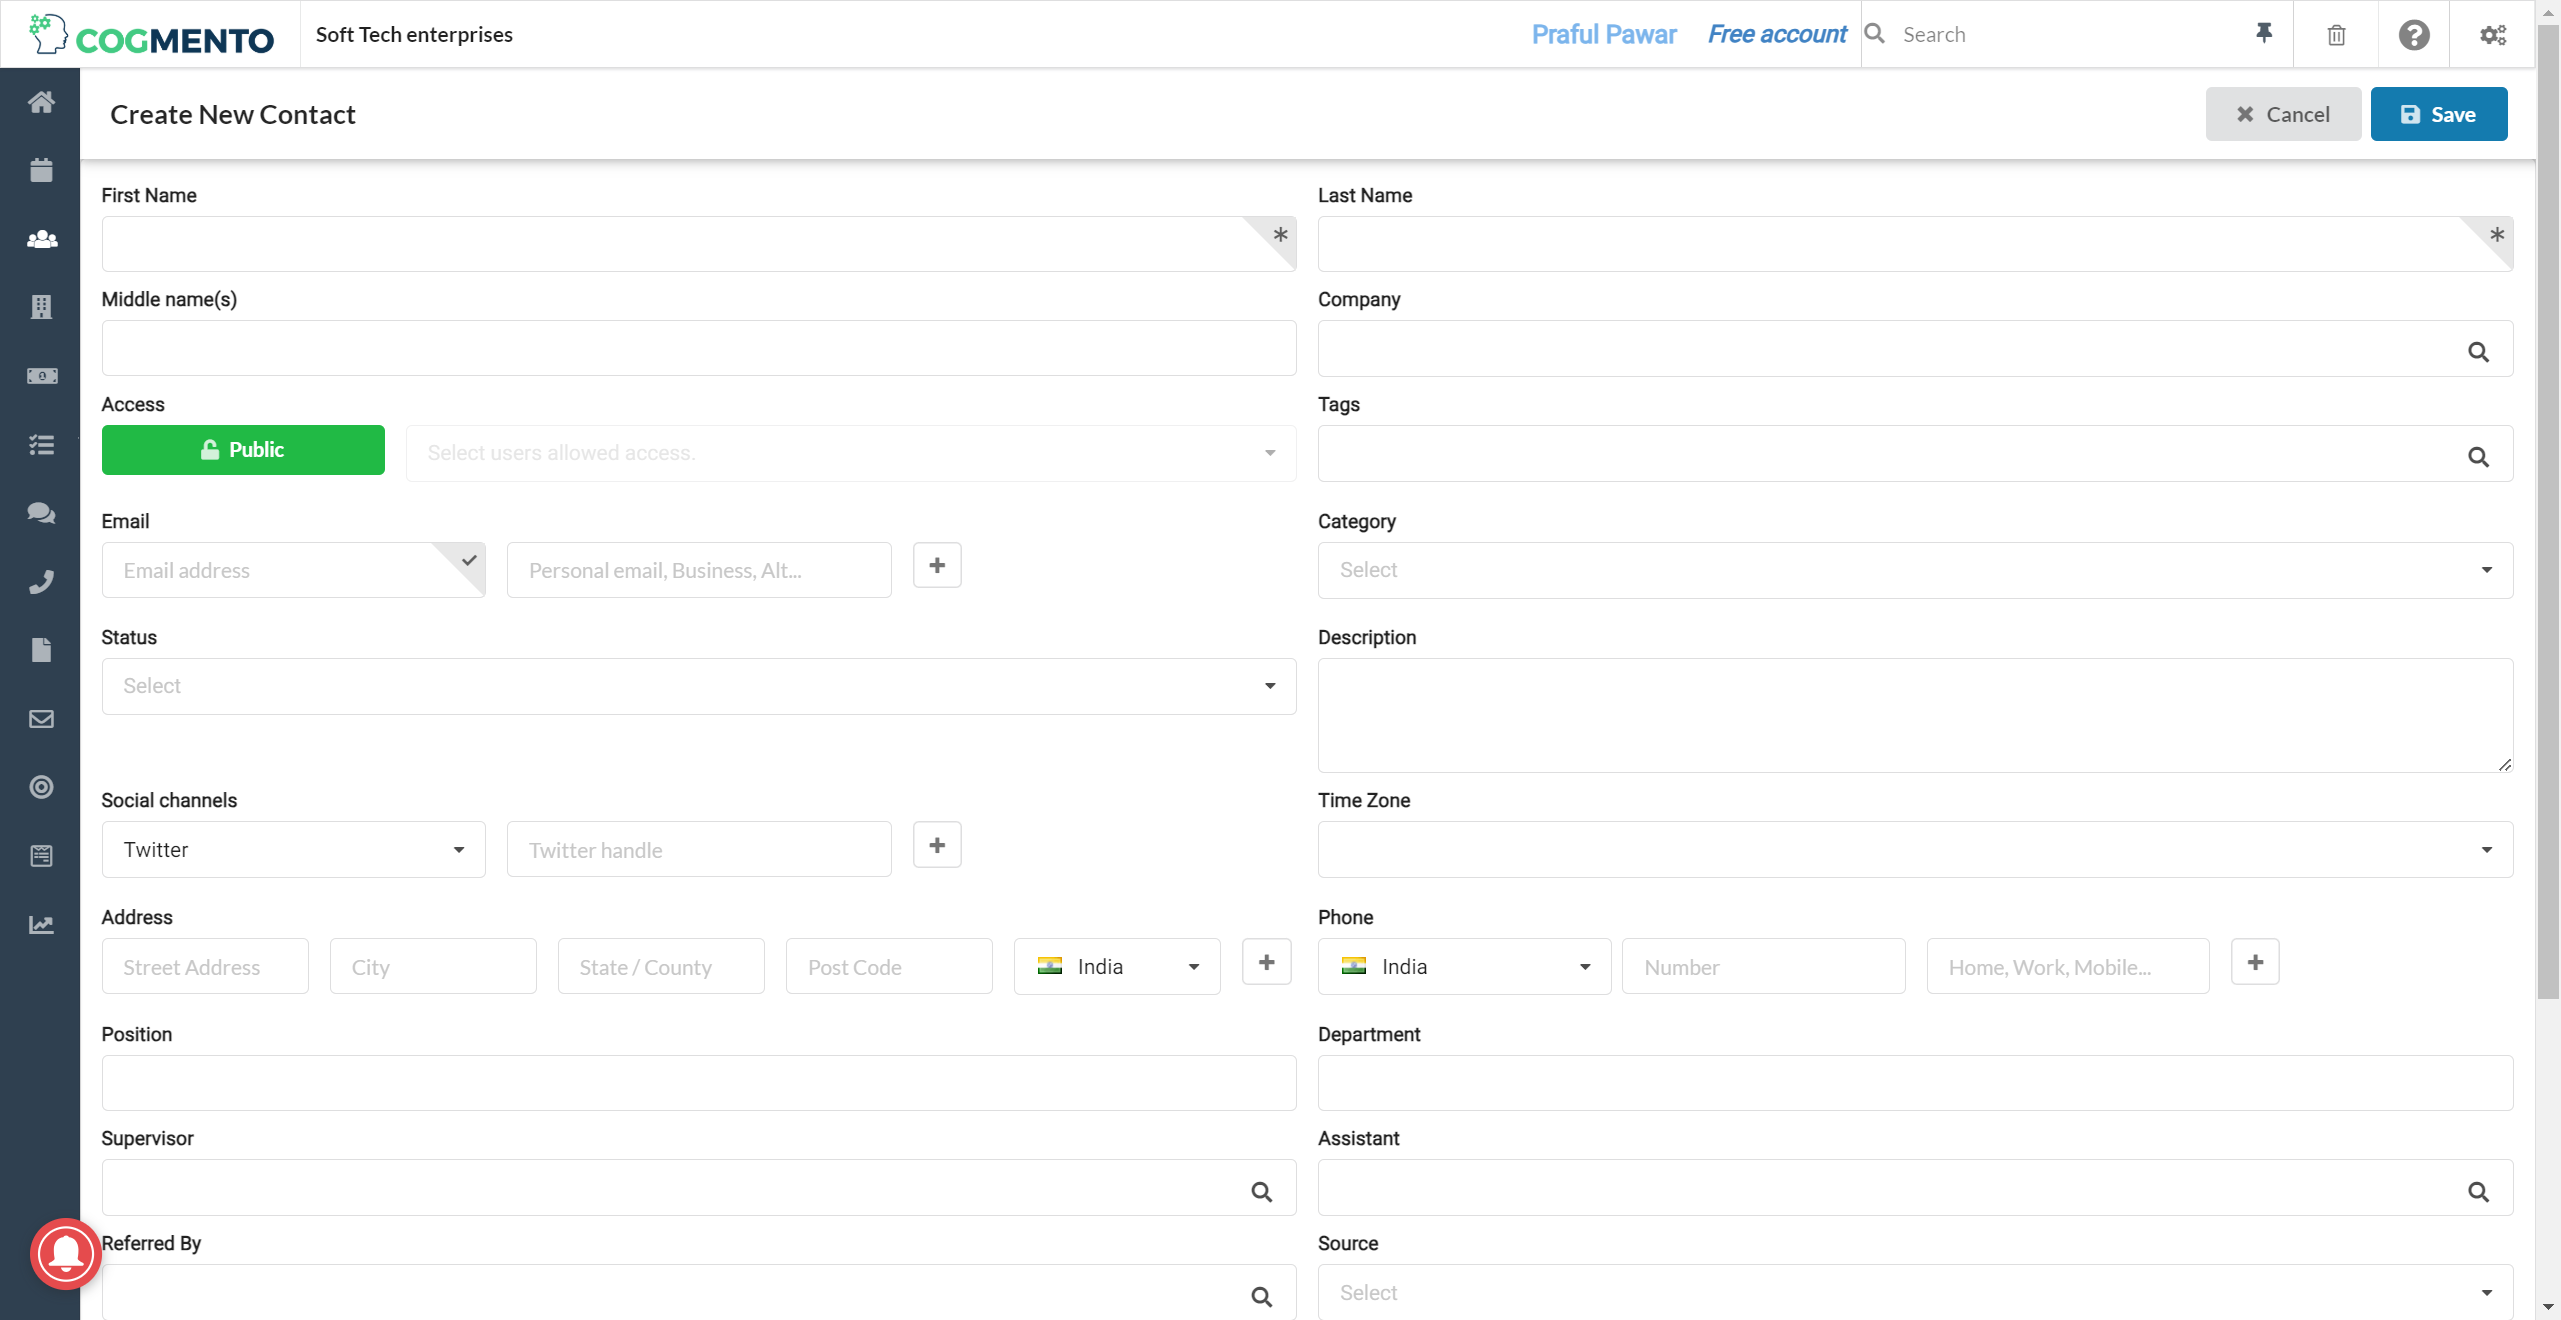 COGMENTO
Soft Tech enterprises
Praful Pawar
Free account
Search
Create New Contact
Cancel
Save
First Name
Last Name
Middle name(s)
Company
Access
Tags
Public
Select users allowed access.
Email
Category
Email address
Personal email, Business, Alt...
Select
Status
Description
Select
Social channels
Time Zone
Twitter
Twitter handle
Address
Phone
Street Address
City
State / County
Post Code
India
India
Number
Home, Work, Mobile...
Position
Department
Supervisor
Assistant
Referred By
Source
Select